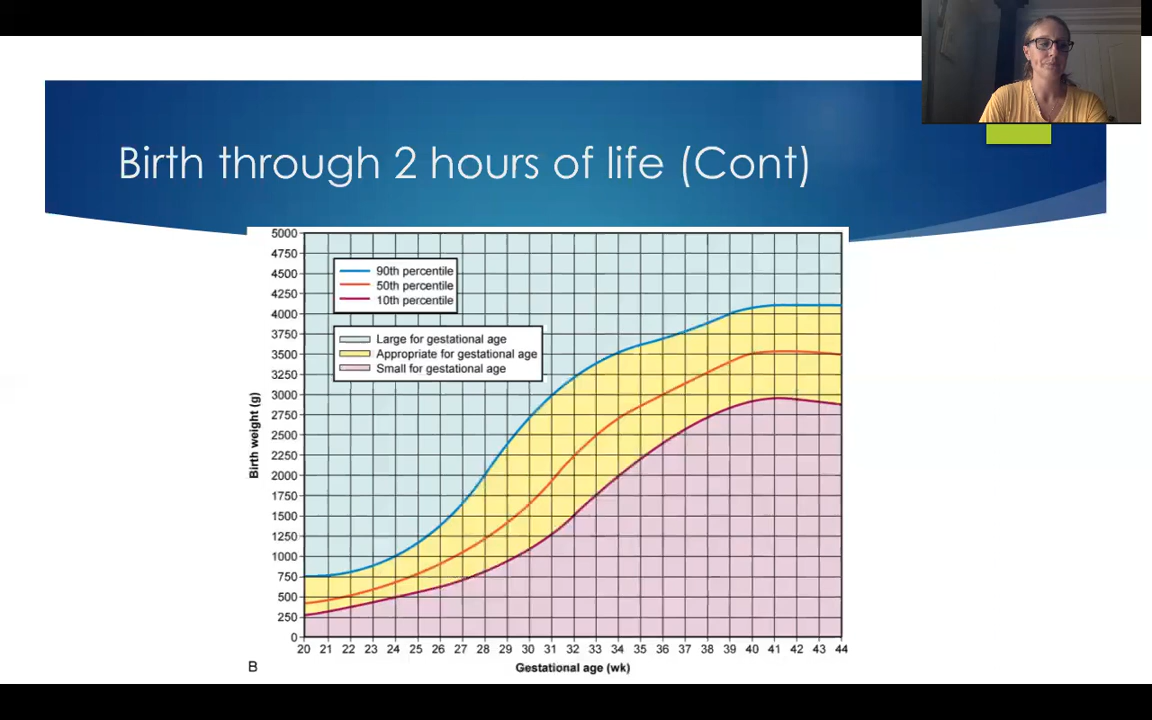 Birth through 2 hours of life (Cont)
5000
4750
4500
4250
4000
3750
3500
3250
3000
2750
2500
2250
2000
1750
1500
1250
1000
750
500
250
0
Birth weight (g)
90th percentile
50th percentile
10th percentile
Large for gestational age
Appropriate for gestational age
Small for gestational age
20 21 22 23 24 25 26 27 28 29 30 31 32 33 34 35 36 37 38 39 40 41 42 43 44
B
Gestational age (wk)